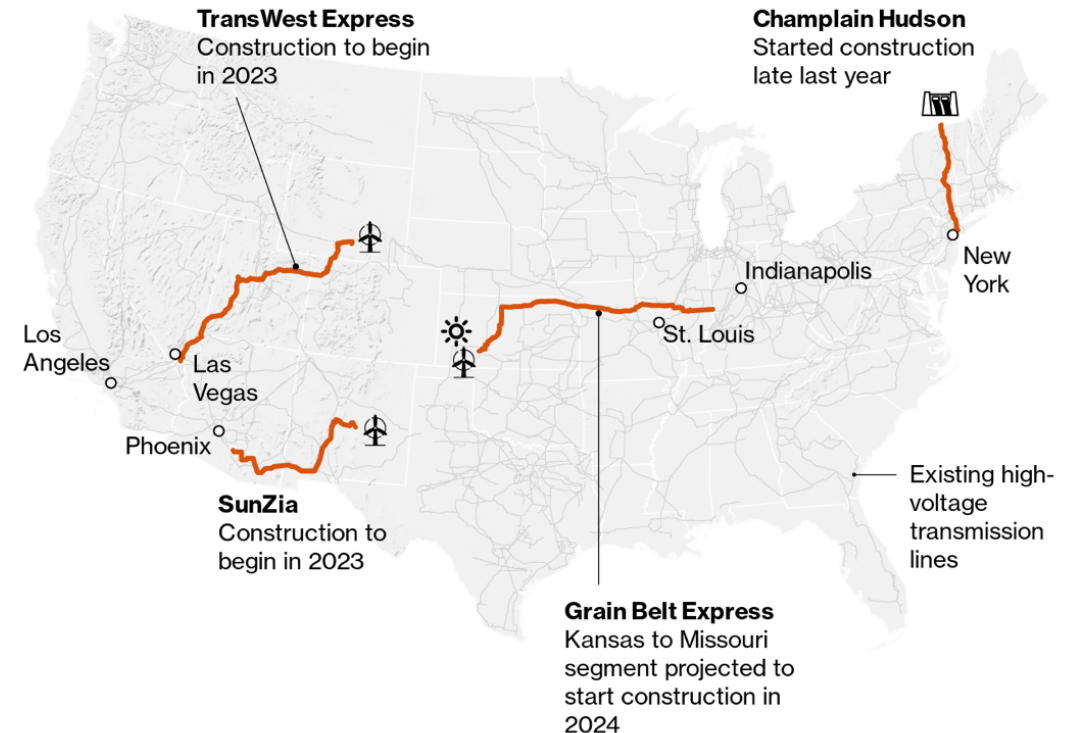 TransWest Express
Construction to begin
in 2023
Champlain Hudson
Started construction
late last year
New
York
Indianapolis
St. Louis
Los
Angeles
Las
Vegas
Phoenix
SunZia
Construction to
begin in 2023
Existing high-
voltage
transmission
lines
Grain Belt Express
Kansas to Missouri
segment projected to
start construction in
2024